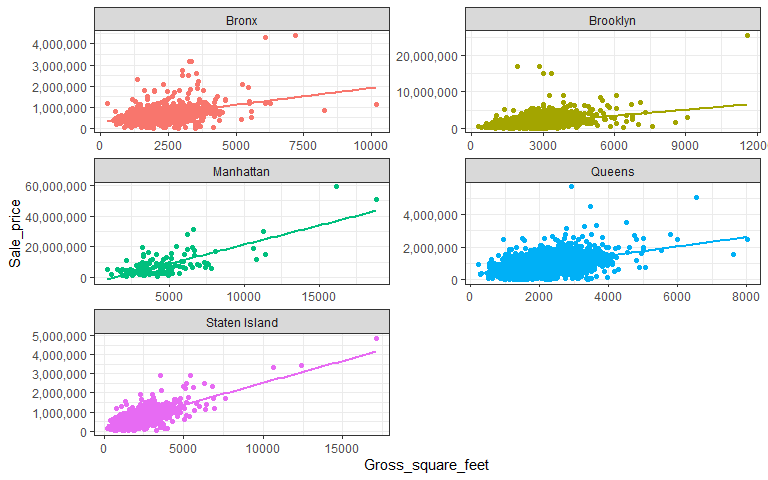 Bronx
4,000,000
3,000,000
2,000,000
1,000,000
0
0 2500 5000 7500 10000
Brooklyn
20,000,000
10,000,000
0
0 3000 6000 9000 12000
Manhattan
60,000,000
40,000,000
20,000,000
0
5000 10000 15000
Queens
4,000,000
2,000,000
0
0 2000 4000 6000 8000
Staten Island
5,000,000
4,000,000
3,000,000
2,000,000
1,000,000
0
0 5000 10000 15000
Sale_price
Gross_square_feet